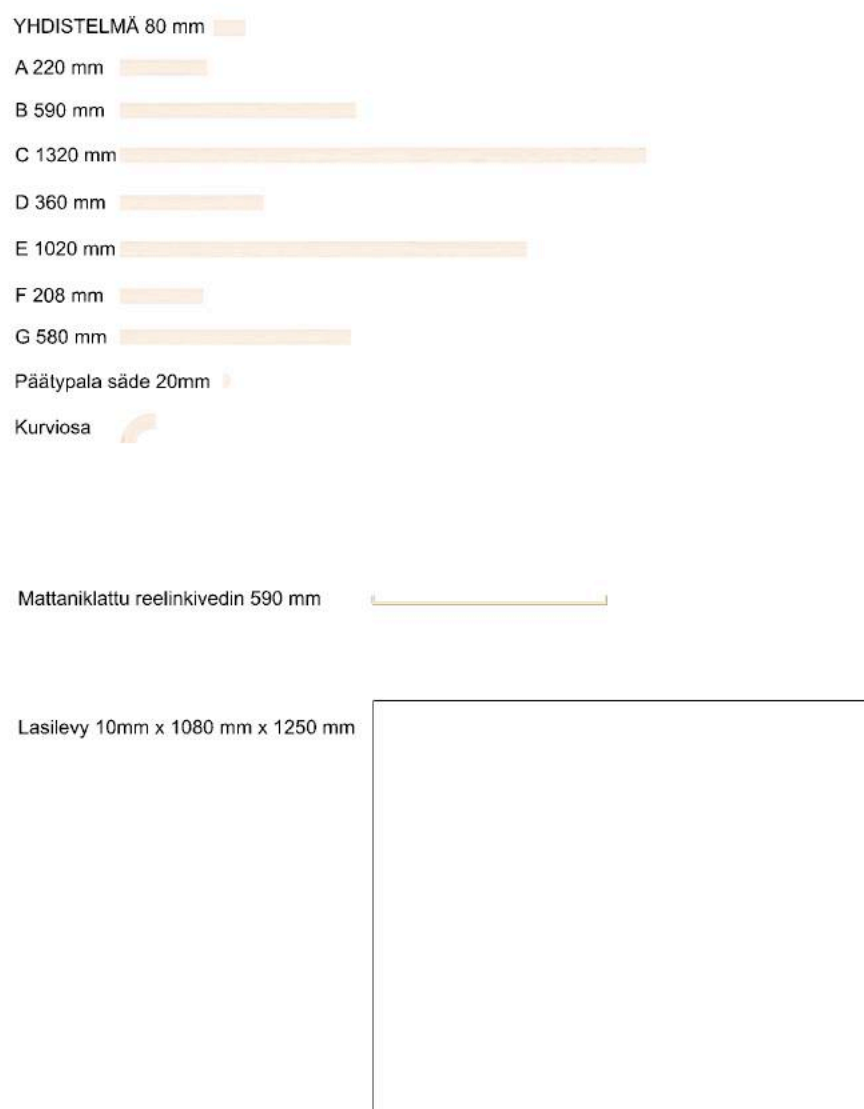 YHDISTELMÄ 80 mm
A 220 mm
B 590 mm
C 1320 mm
D 360 mm
E 1020 mm
F 208 mm
G 580 mm
Päätypala säde 20mm
Kurviosa
Mattaniklattu reelinkivedin 590 mm
Lasilevy 10mm x 1080 mm x 1250 mm